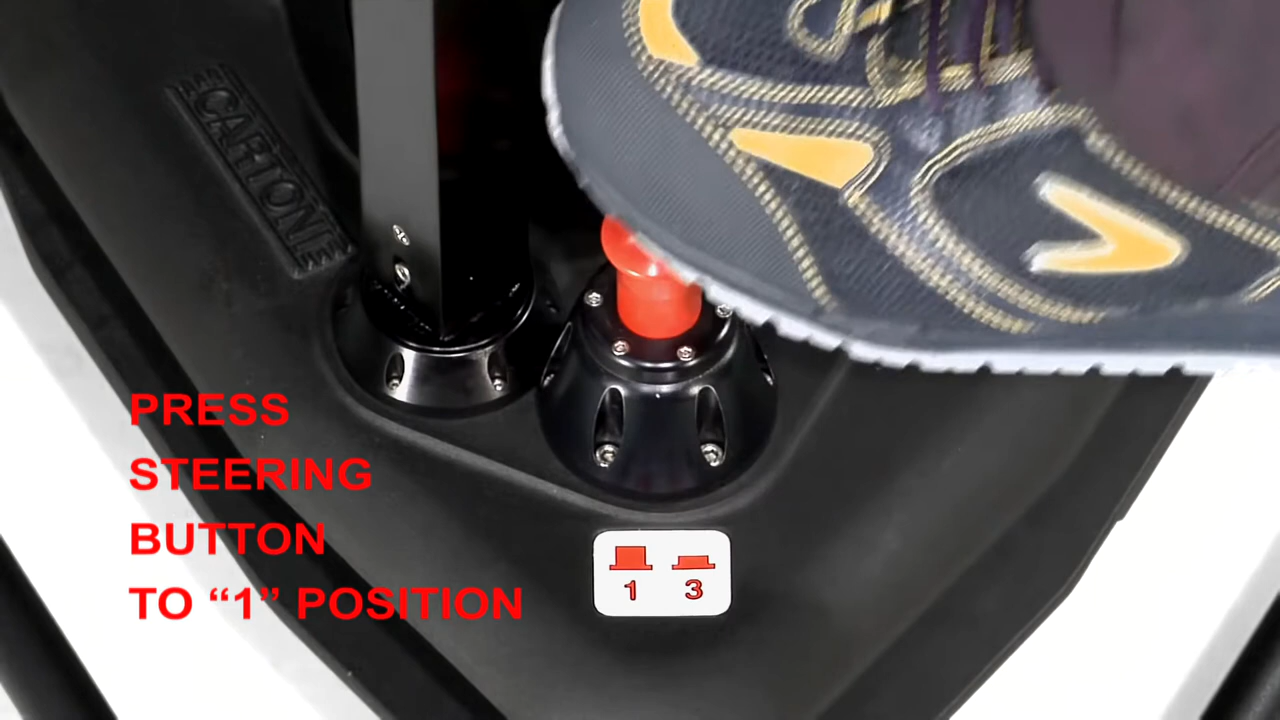 CARTONE
PRESS
STEERING
BUTTON
TO “1” POSITION
1 3